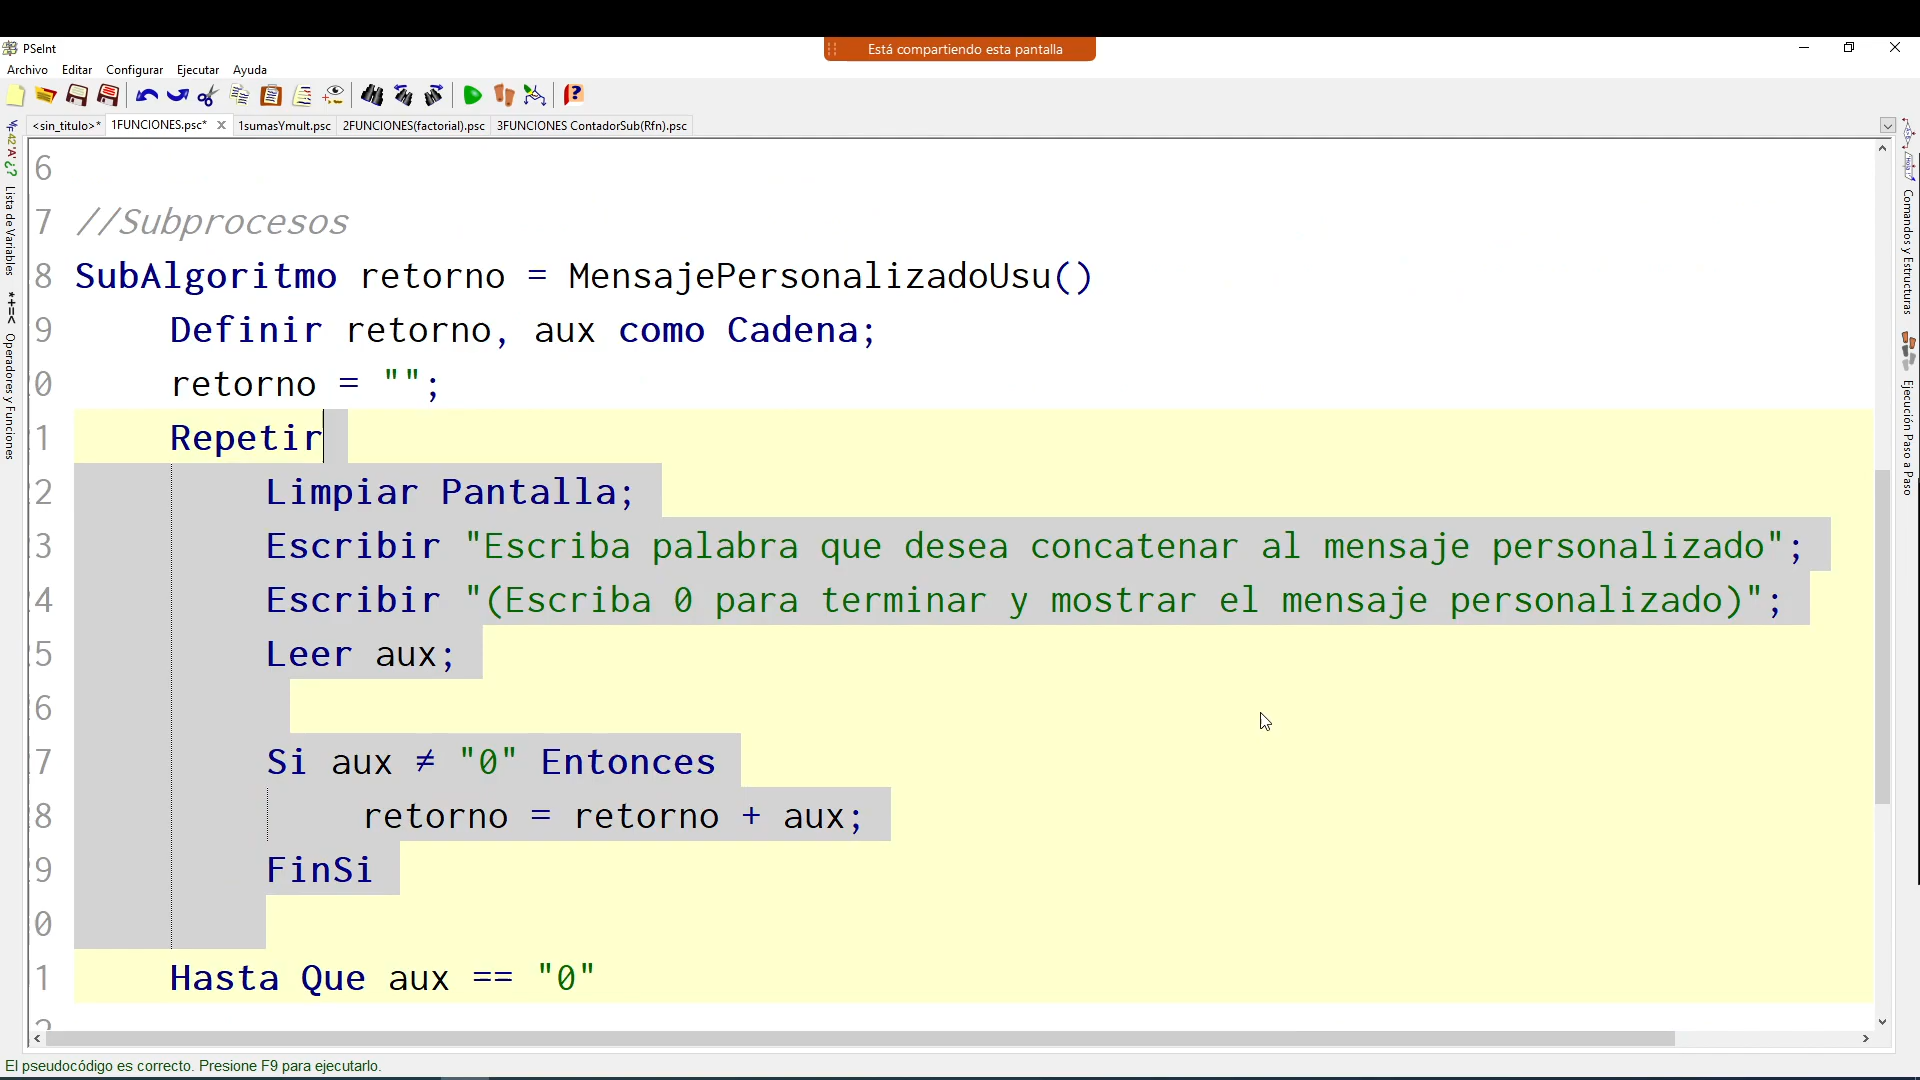 PSeInt
Está compartiendo esta pantalla
Archivo Editar Configurar Ejecutar Ayuda
<sin_titulo>* 1FUNCIONES.psc* 1sumasYmult.psc 2FUNCIONES(factorial).psc 3FUNCIONES ContadorSub(Rfn).psc
Lista de Variables
Operadores y Funciones
6
7 //Subprocesos
8 SubAlgoritmo retorno = MensajePersonalizadoUsu()
9 Definir retorno, aux como Cadena;
0 retorno = "";
1 Repetir
2 Limpiar Pantalla;
3 Escribir "Escriba palabra que desea concatenar al mensaje personalizado";
4 Escribir "(Escriba 0 para terminar y mostrar el mensaje personalizado)";
5 Leer aux;
6
7 Si aux ≠ "0" Entonces
8 retorno = retorno + aux;
9 FinSi
0
1 Hasta Que aux == "0"
Comandos y Estructuras
Ejecución Paso a Paso
El pseudocódigo es correcto. Presione F9 para ejecutarlo.